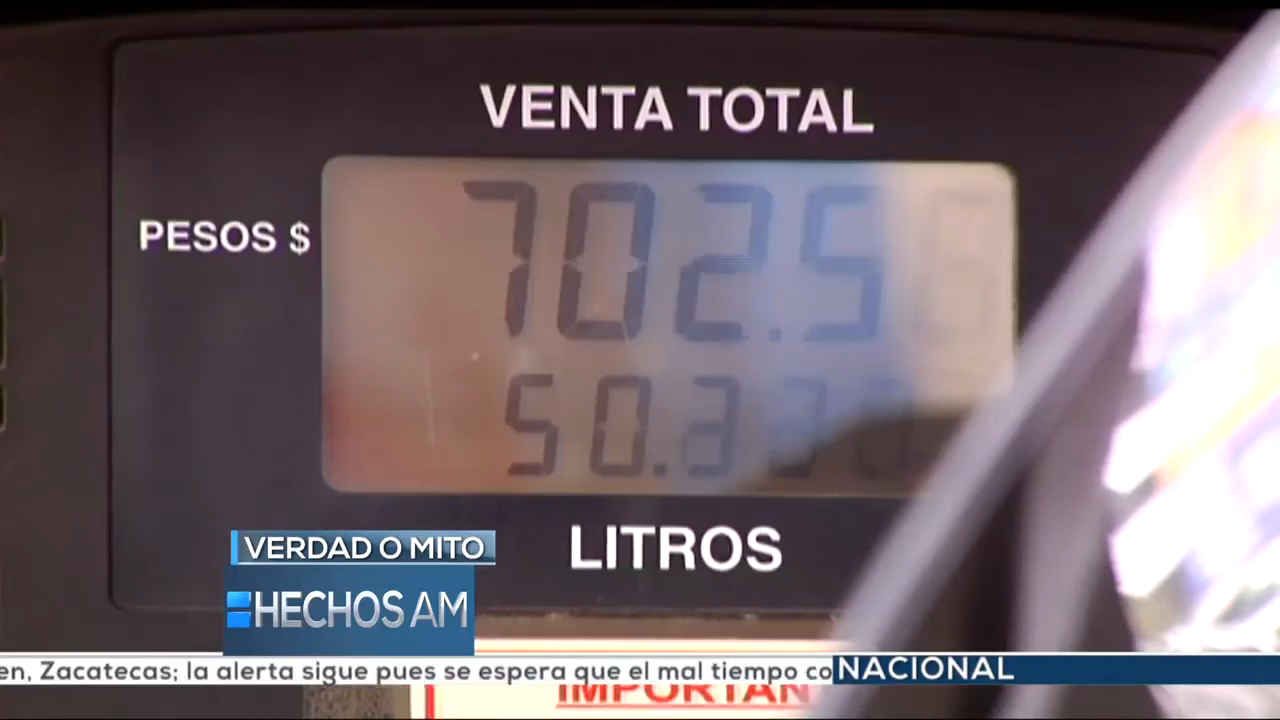 VENTA TOTAL
PESOS $
702.5
50.
LITROS
VERDAD O MITO
HECHOS AM
en, Zacatecas; la alerta sigue pues se espera que el mal tiempo co
NACIONAL